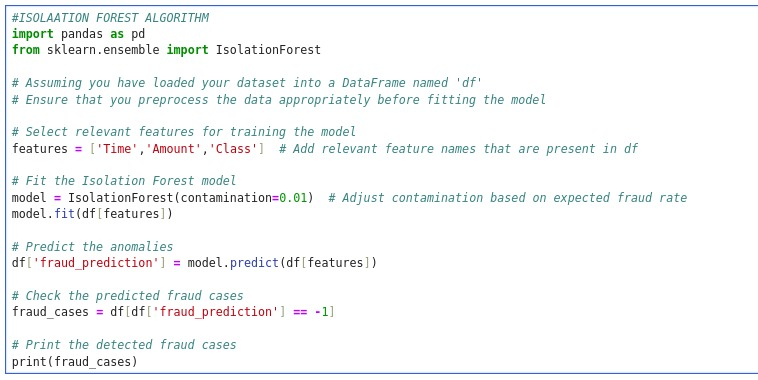 #ISOLAATION FOREST ALGORITHM
import pandas as pd
from sklearn.ensemble import IsolationForest
# Assuming you have loaded your dataset into a DataFrame named 'df'
# Ensure that you preprocess the data appropriately before fitting the model
# Select relevant features for training the model
features = ['Time','Amount','Class']  # Add relevant feature names that are present in df
# Fit the Isolation Forest model
model = IsolationForest(contamination=0.01)  # Adjust contamination based on expected fraud rate
model.fit(df[features])
# Predict the anomalies
df['fraud_prediction'] = model.predict(df[features])
# Check the predicted fraud cases
fraud_cases = df[df['fraud_prediction'] == -1]
# Print the detected fraud cases
print(fraud_cases)